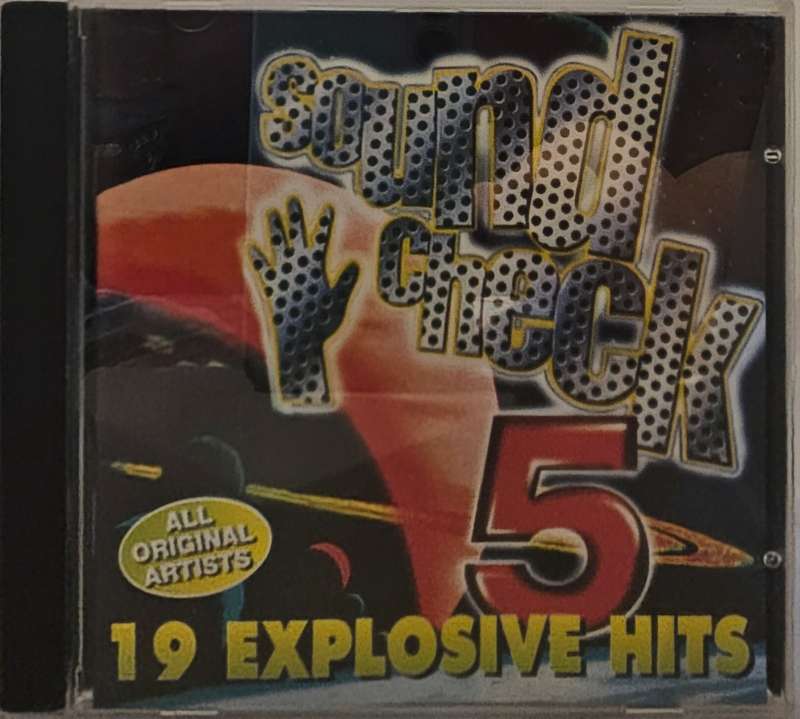 sound
check
5
ALL
ORIGINAL
ARTISTS
19 EXPLOSIVE HITS